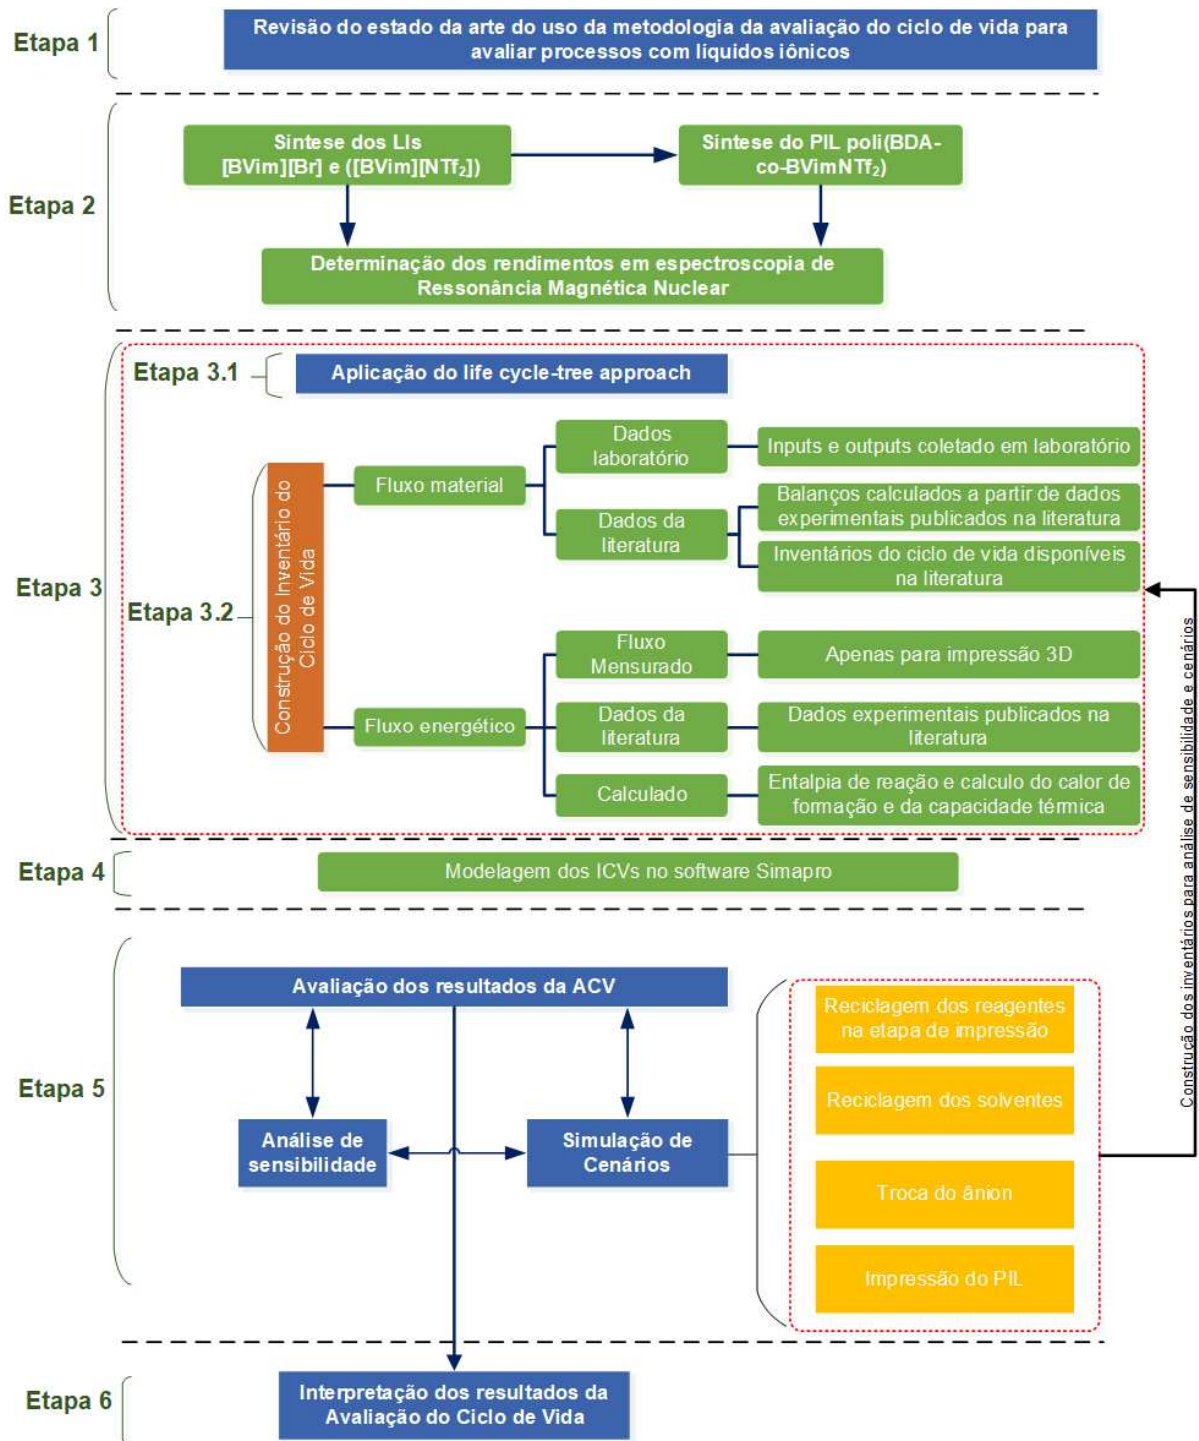 Etapa 1
Revisão do estado da arte do uso da metodologia da avaliação do ciclo de vida para
avaliar processos com líquidos iônicos
Etapa 2
Síntese dos LIs
[BVim][Br] e ([BVim][NTf₂])
Síntese do PIL poli(BDA-
co-BVimNTf₂)
Determinação dos rendimentos em espectroscopia de
Ressonância Magnética Nuclear
Etapa 3
Etapa 3.1
Aplicação do life cycle-tree approach
Etapa 3.2
Construção do Inventário do
Ciclo de Vida
Fluxo material
Dados
laboratório
Inputs e outputs coletado em laboratório
Dados da
literatura
Balanços calculados a partir de dados
experimentais publicados na literatura
Inventários do ciclo de vida disponíveis
na literatura
Fluxo energético
Fluxo
Mensurado
Apenas para impressão 3D
Dados da
literatura
Dados experimentais publicados na
literatura
Calculado
Entalpia de reação e calculo do calor de
formação e da capacidade térmica
Etapa 4
Modelagem dos ICVs no software Simapro
Etapa 5
Avaliação dos resultados da ACV
Análise de
sensibilidade
Simulação de
Cenários
Reciclagem dos reagentes
na etapa de impressão
Reciclagem dos solventes
Troca do ânion
Impressão do PIL
Construção dos inventários para análise de sensibilidade e cenários
Etapa 6
Interpretação dos resultados da
Avaliação do Ciclo de Vida